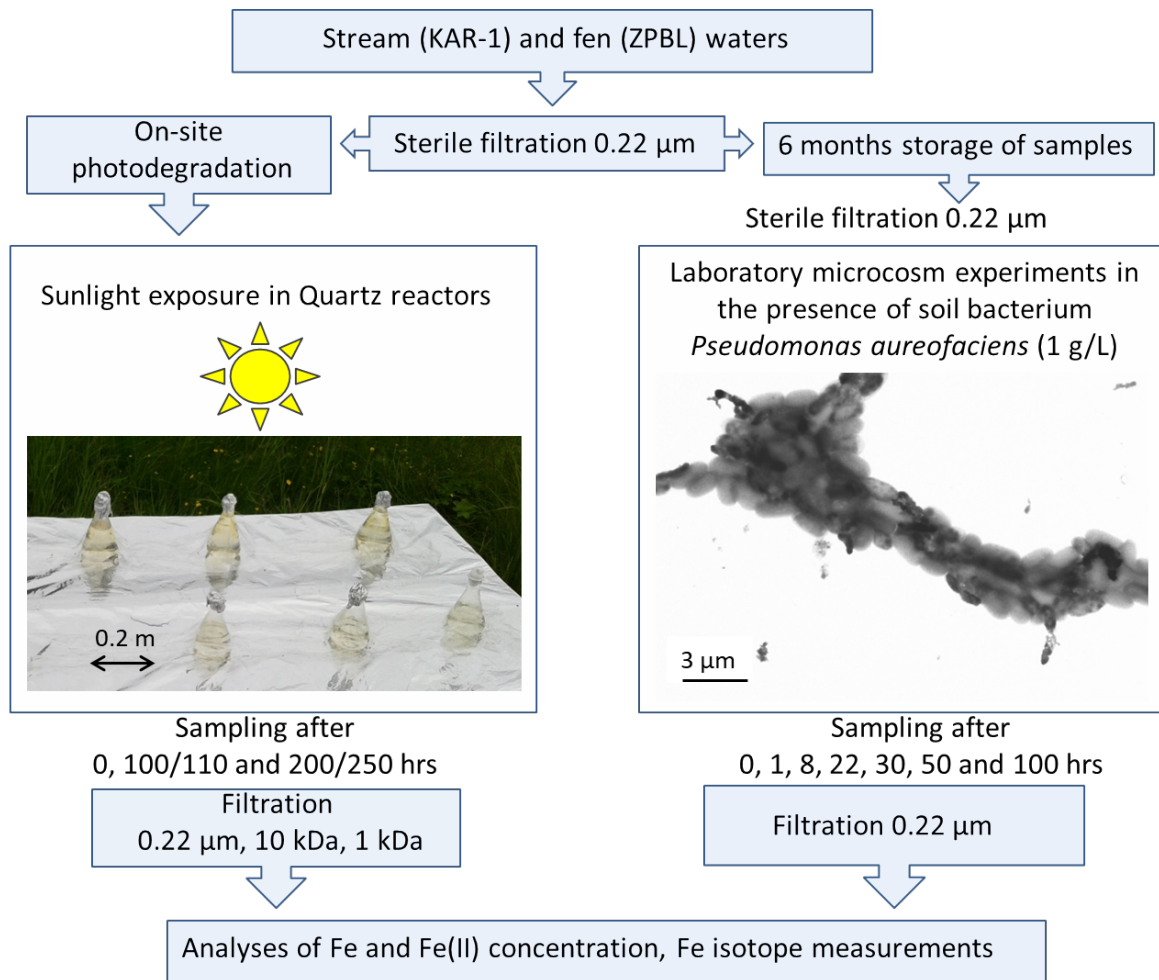 Stream (KAR-1) and fen (ZPBL) waters
On-site
photodegradation
Sterile filtration 0.22 µm
6 months storage of samples
Sterile filtration 0.22 µm
Sunlight exposure in Quartz reactors
0.2 m
Laboratory microcosm experiments in
the presence of soil bacterium
Pseudomonas aureofaciens (1 g/L)
3 µm
Sampling after
0, 100/110 and 200/250 hrs
Sampling after
0, 1, 8, 22, 30, 50 and 100 hrs
Filtration
0.22 µm, 10 kDa, 1 kDa
Filtration 0.22 µm
Analyses of Fe and Fe(II) concentration, Fe isotope measurements